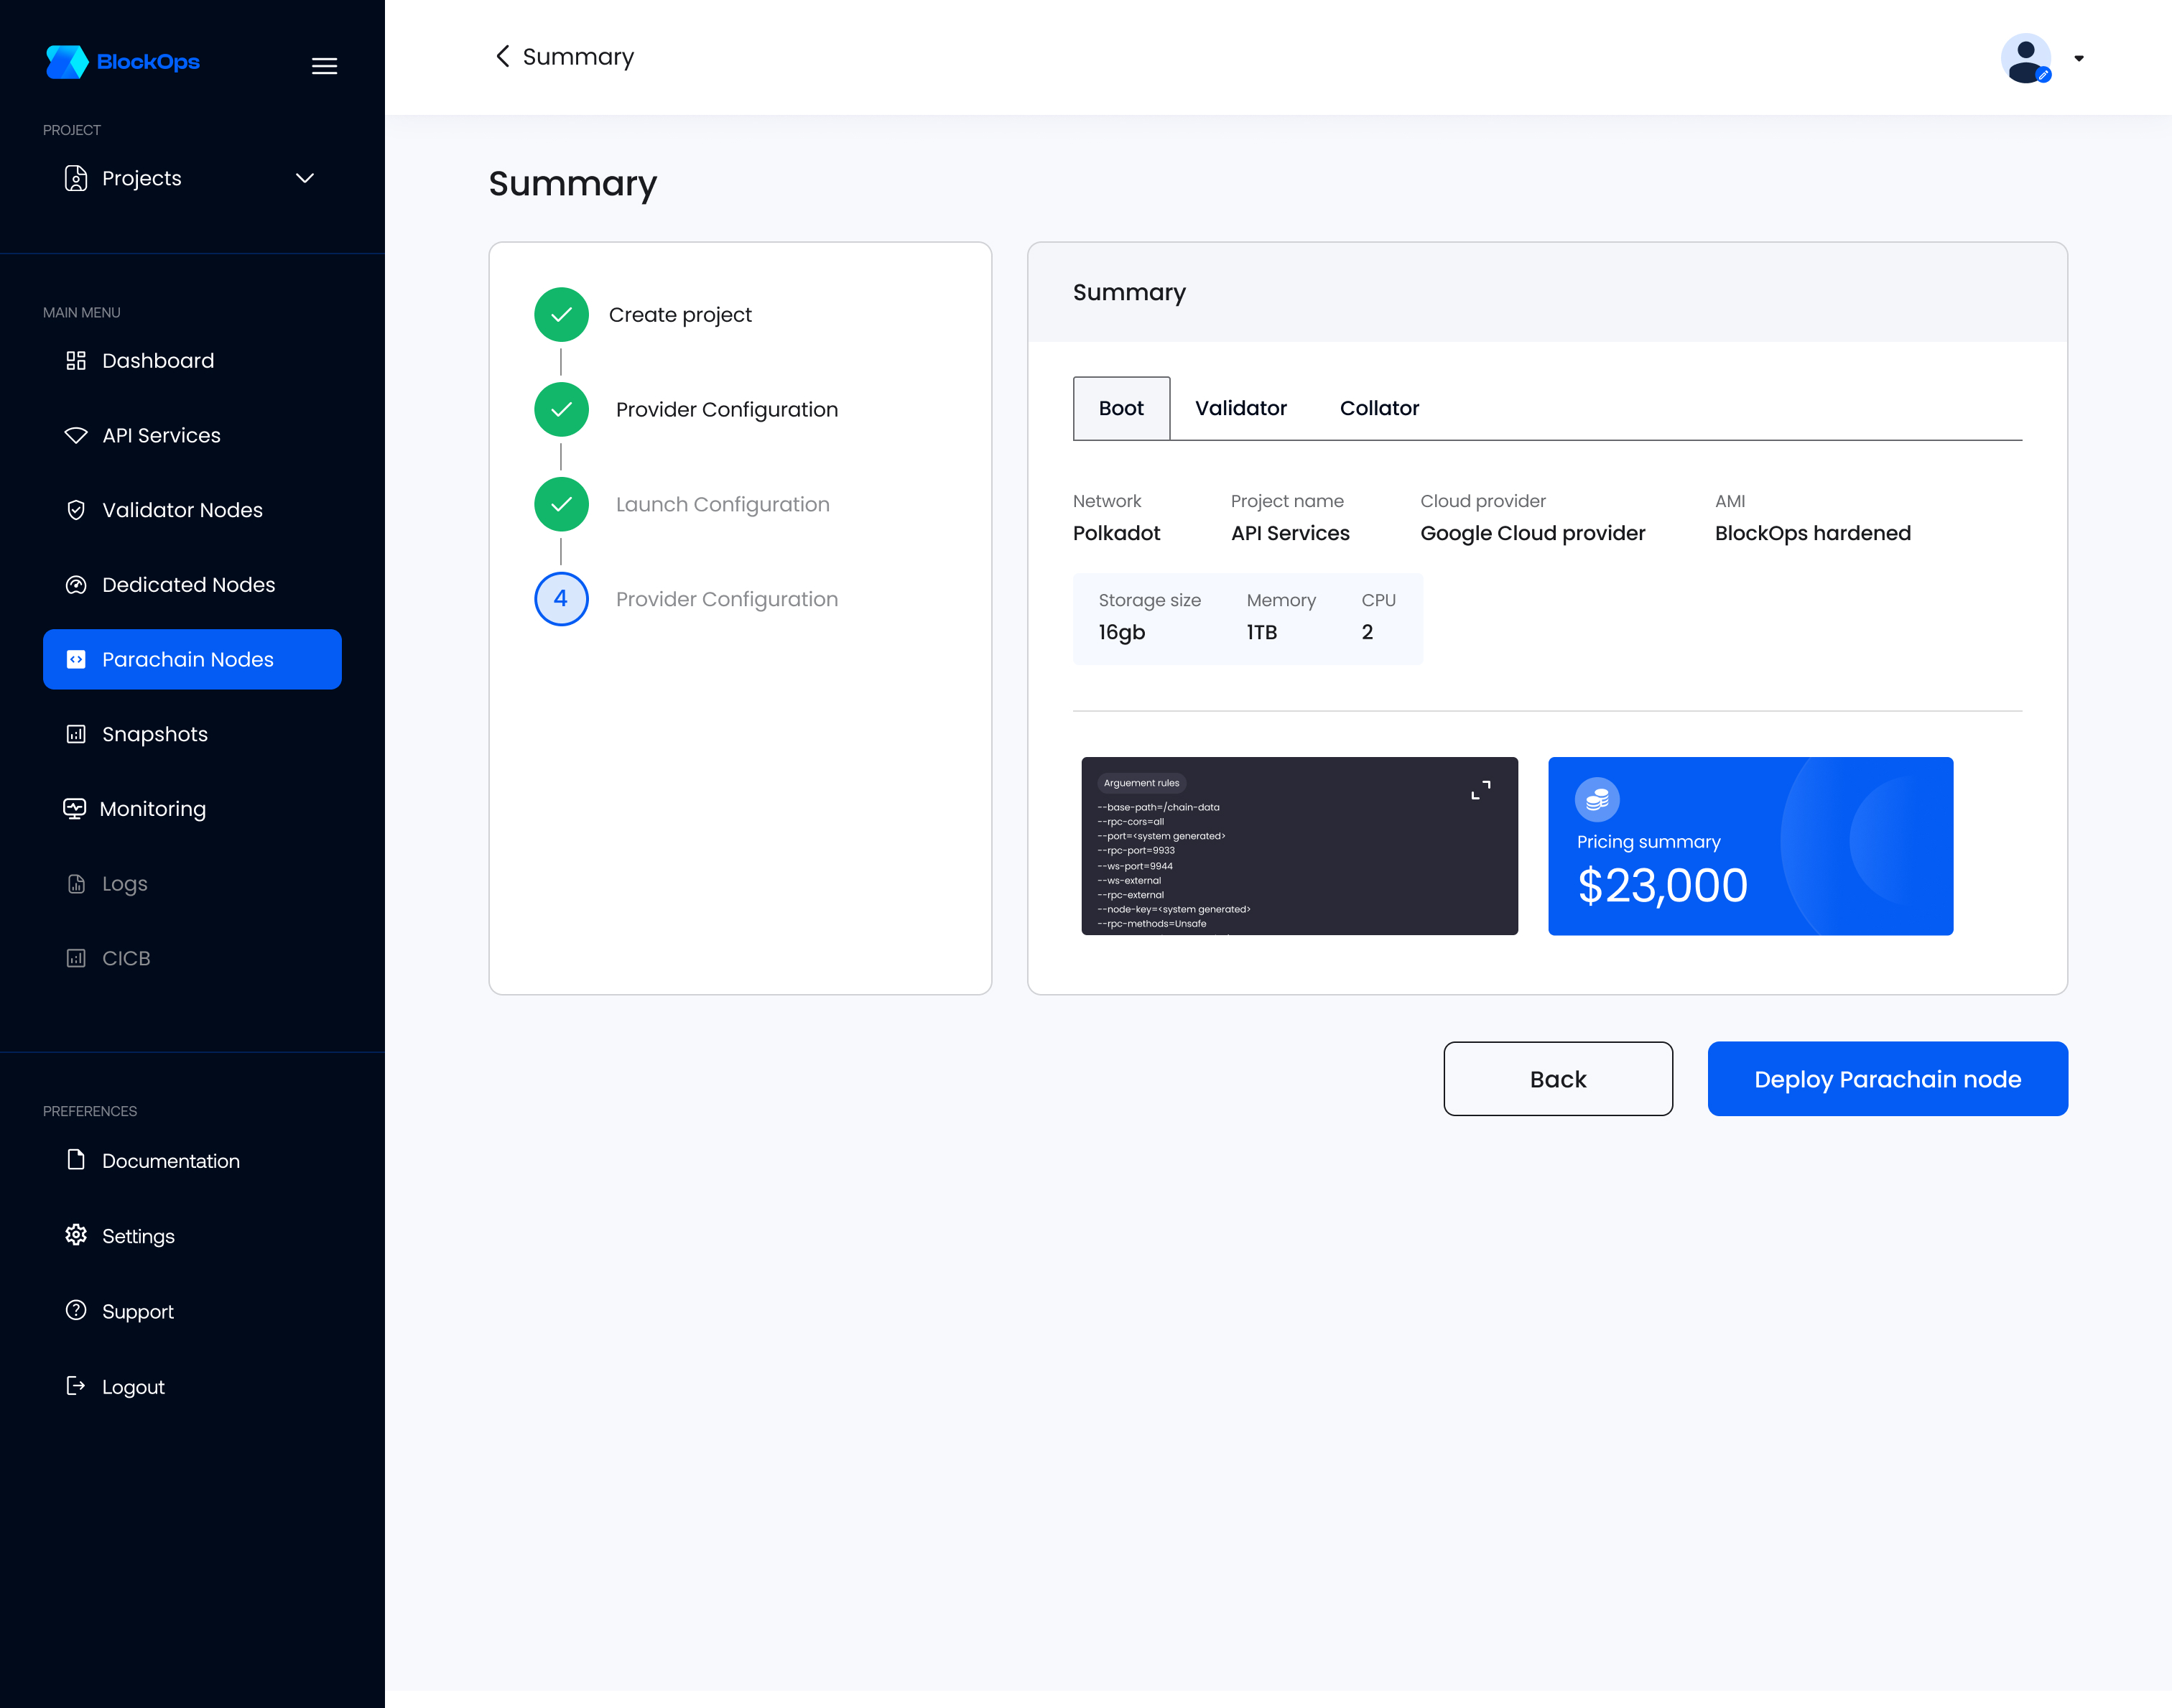 BlockOps
PROJECT
Projects
MAIN MENU
Dashboard
API Services
Validator Nodes
Dedicated Nodes
Parachain Nodes
Snapshots
Monitoring
Logs
CICB
PREFERENCES
Documentation
Settings
Support
Logout
Summary
Summary
Create project
Provider Configuration
Launch Configuration
4 Provider Configuration
Summary
Boot Validator Collator
Network Project name Cloud provider AMI
Polkadot API Services Google Cloud provider BlockOps hardened
Storage size Memory CPU
16gb 1TB 2
Arguement rules
--base-path=/chain-data
--rpc-cors=all
--port=<system generated>
--rpc-port=9933
--ws-port=9944
--ws-external
--rpc-external
--node-key=<system generated>
--rpc-methods=Unsafe
Pricing summary
$23,000
Back
Deploy Parachain node